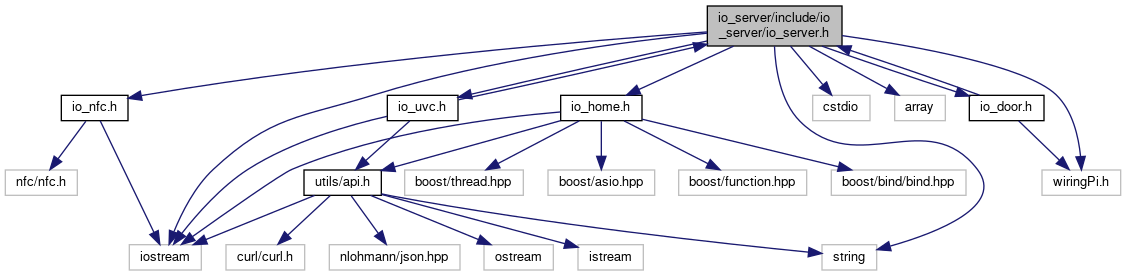 io_server/include/io
_server/io_server.h
io_nfc.h
io_uvc.h
io_home.h
cstdio
array
io_door.h
nfc/nfc.h
utils/api.h
boost/thread.hpp
boost/asio.hpp
boost/function.hpp
boost/bind/bind.hpp
wiringPi.h
iostream
curl/curl.h
nlohmann/json.hpp
ostream
istream
string